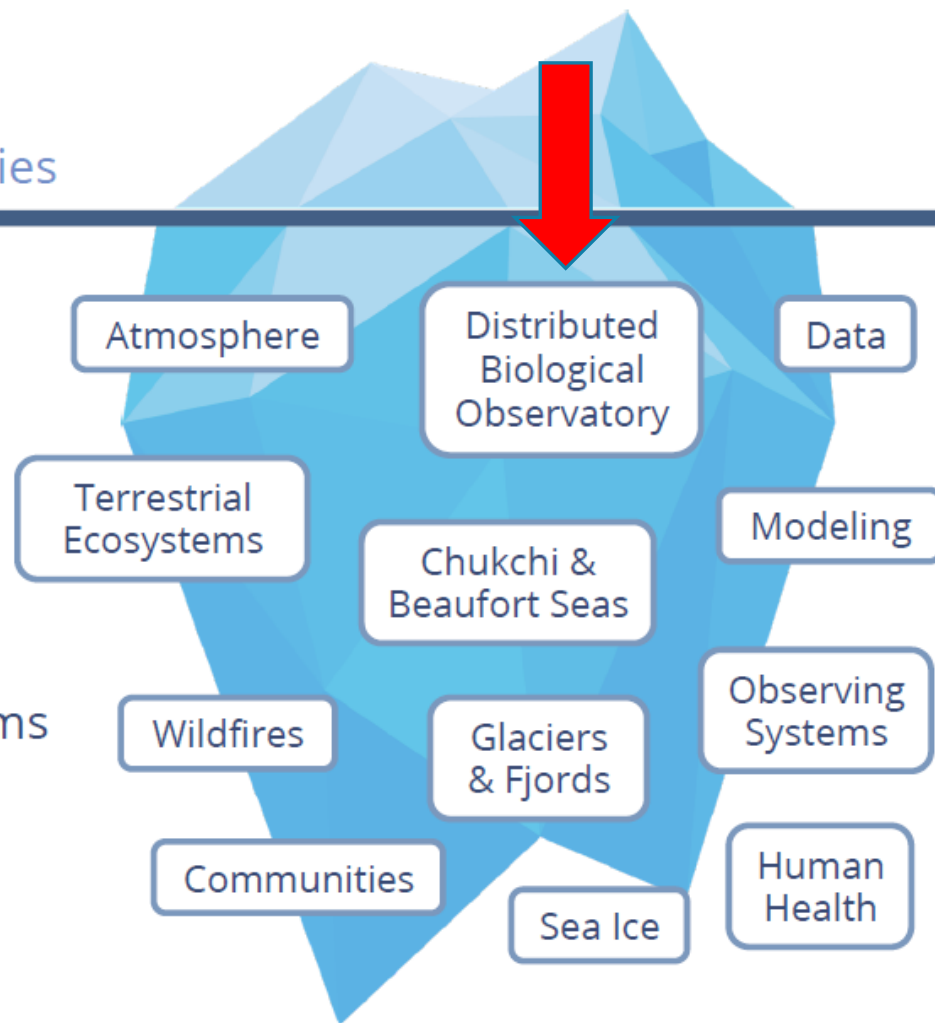 ies
Atmosphere
Distributed
Biological
Observatory
Data
Terrestrial
Ecosystems
Chukchi &
Beaufort Seas
Modeling
ms
Wildfires
Glaciers
& Fjords
Observing
Systems
Communities
Sea Ice
Human
Health